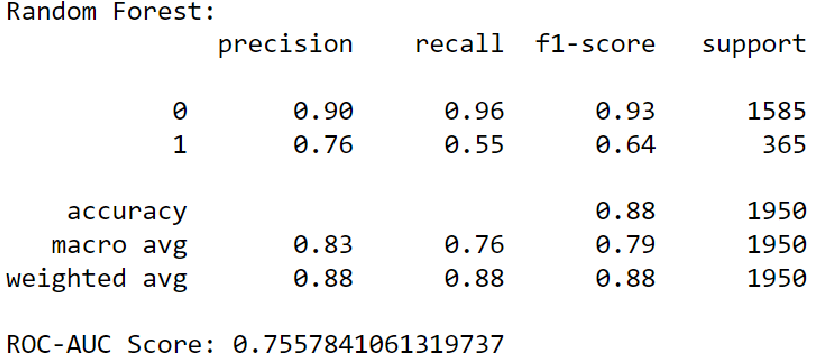 Random Forest:
precision recall f1-score support
0 0.90 0.96 0.93 1585
1 0.76 0.55 0.64 365
accuracy 0.88 1950
macro avg 0.83 0.76 0.79 1950
weighted avg 0.88 0.88 0.88 1950
ROC-AUC Score: 0.7557841061319737